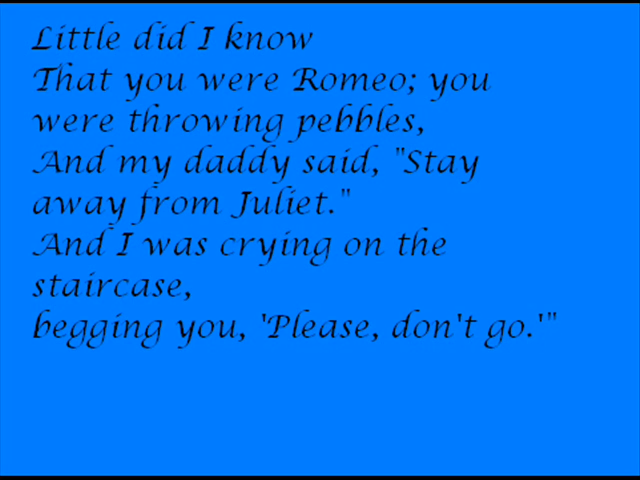 Little did I know
That you were Romeo; you
were throwing pebbles,
And my daddy said, "Stay
away from Juliet."
And I was crying on the
staircase,
begging you, 'Please, don't go.'"